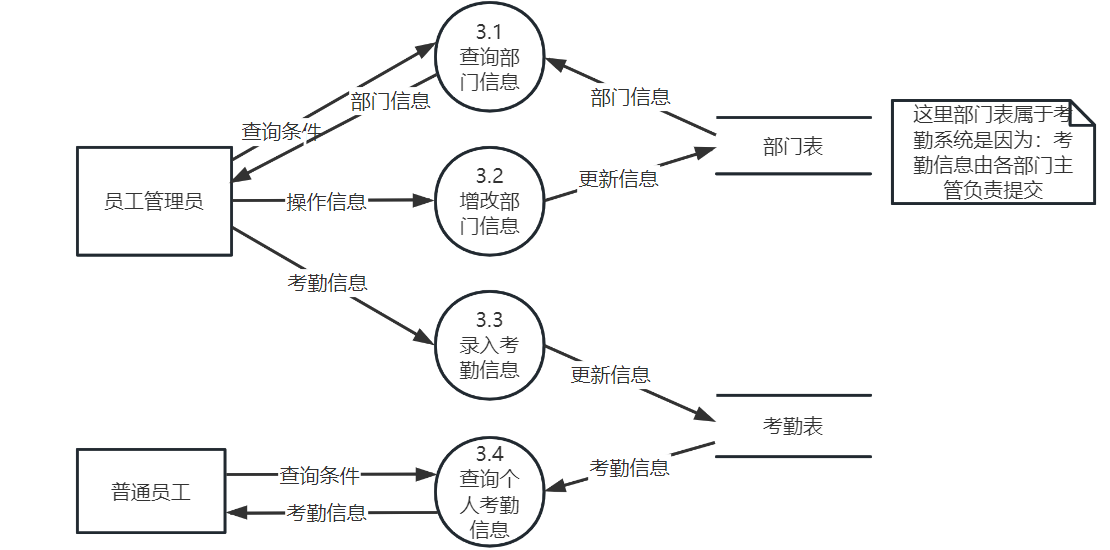 3.1
查询部
门信息
部门信息
查询条件
部门信息
部门表
这里部门表属于考
勤系统是因为：考
勤信息由各部门主
管负责提交
员工管理员
操作信息
3.2
增改部
门信息
更新信息
考勤信息
3.3
录入考
勤信息
更新信息
考勤表
普通员工
查询条件
考勤信息
3.4
查询个
人考勤
信息
考勤信息